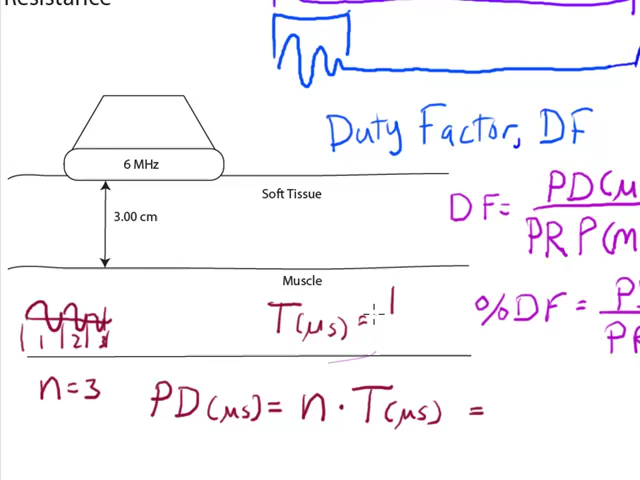 Resistance
6 MHz
Duty Factor, DF
Soft Tissue
3.00 cm
DF = PD(μ
PRP(m
Muscle
T(μs) = 1
%DF = P
PR
1 2 3
n = 3 PD(μs) = n · T(μs) =